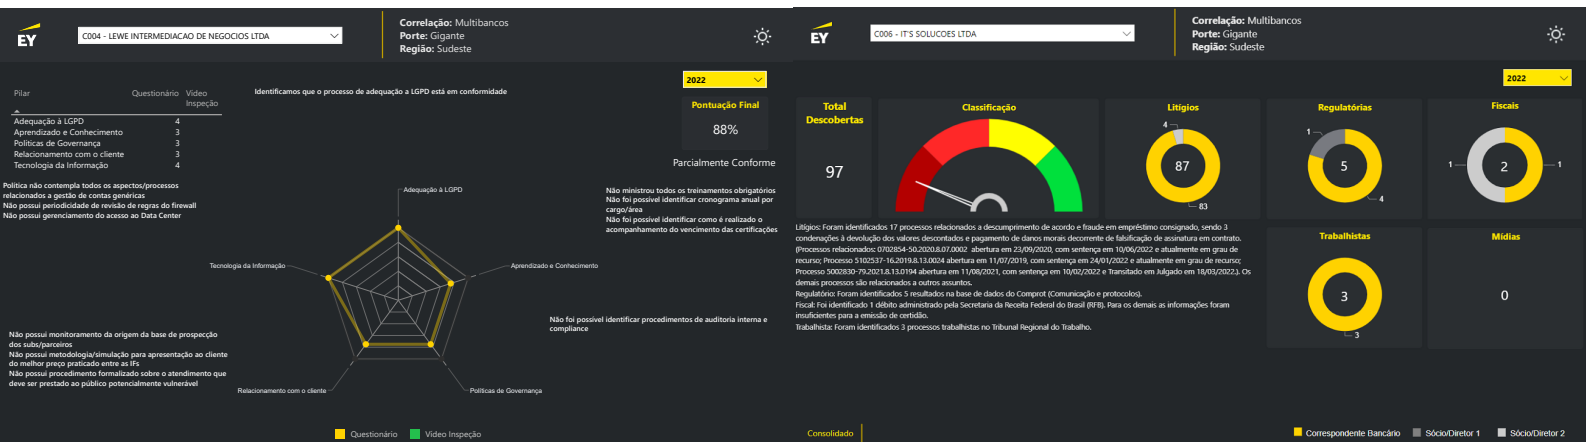 EY
C004 - LEWE INTERMEDIACAO DE NEGOCIOS LTDA
Correlação: Multibancos
Porte: Gigante
Região: Sudeste
2022
Pontuação Final
88%
Parcialmente Conforme
Pilar Questionário Vídeo Inspeção
Adequação à LGPD 4
Aprendizado e Conhecimento 3
Políticas de Governança 3
Relacionamento com o cliente 3
Tecnologia da Informação 4
Identificamos que o processo de adequação a LGPD está em conformidade
Política não contempla todos os aspectos/processos
relacionados a gestão de contas genéricas
Não possui periodicidade de revisão de regras do firewall
Não possui gerenciamento do acesso ao Data Center
Adequação à LGPD
Não ministrou todos os treinamentos obrigatórios
Não foi possível identificar cronograma anual por
cargo/área
Não foi possível identificar como é realizado o
acompanhamento do vencimento das certificações
Tecnologia da Informação
Aprendizado e Conhecimento
Não foi possível identificar procedimentos de auditoria interna e
compliance
Não possui monitoramento da origem da base de prospecção
dos subs/parceiros
Não possui metodologia/simulação para apresentação ao cliente
do melhor preço praticado entre as IFs
Não possui procedimento formalizado sobre o atendimento que
deve ser prestado ao público potencialmente vulnerável
Relacionamento com o cliente
Políticas de Governança
Questionário Vídeo Inspeção
EY
C006 - IT'S SOLUCOES LTDA
Correlação: Multibancos
Porte: Gigante
Região: Sudeste
2022
Total
Descobertas
97
Classificação
Litígios
4
87
83
Regulatórias
1
5
4
Fiscais
1
2
1
Litígios: Foram identificados 17 processos relacionados a descumprimento de acordo e fraude em empréstimo consignado, sendo 3
condenações à devolução dos valores descontados e pagamento de danos morais decorrente de falsificação de assinatura em contrato.
(Processos relacionados: 0702854-50.2020.8.07.0002 abertura em 23/09/2020, com sentença em 10/06/2022 e atualmente em grau de
recurso; Processo 5102537-16.2019.8.13.0024 abertura em 11/07/2019, com sentença em 24/01/2022 e atualmente em grau de recurso;
Processo 5002830-79.2021.8.13.0194 abertura em 11/08/2021, com sentença em 10/02/2022 e Transitado em Julgado em 18/03/2022.). Os
demais processos são relacionados a outros assuntos.
Regulatório: Foram identificados 5 resultados na base de dados do Comprot (Comunicação e protocolos).
Fiscal: Foi identificado 1 débito administrado pela Secretaria da Receita Federal do Brasil (RFB). Para os demais as informações foram
insuficientes para a emissão de certidão.
Trabalhista: Foram identificados 3 processos trabalhistas no Tribunal Regional do Trabalho.
Trabalhistas
3
3
Mídias
0
Consolidado
Correspondente Bancário Sócio/Diretor 1 Sócio/Diretor 2